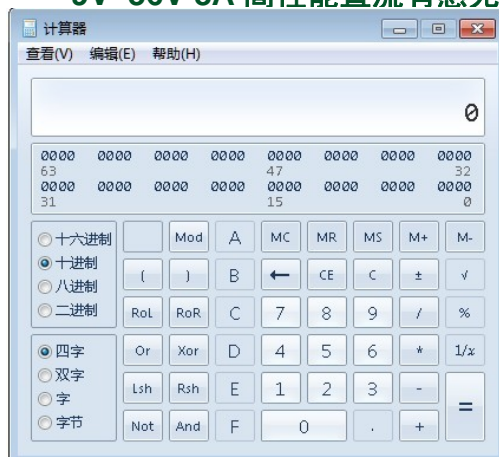 计算器
查看(V) 编辑(E) 帮助(H)
0
0000 0000 0000 0000 0000 0000 0000 0000
63 47 32
0000 0000 0000 0000 0000 0000 0000 0000
31 15 0
十六进制 Mod A MC MR MS M+ M-
十进制 ( ) B ← CE C ± √
八进制
二进制 RoL RoR C 7 8 9 / %
四字 Or Xor D 4 5 6 * 1/x
双字
字 Lsh Rsh E 1 2 3 - =
字节 Not And F 0 . +